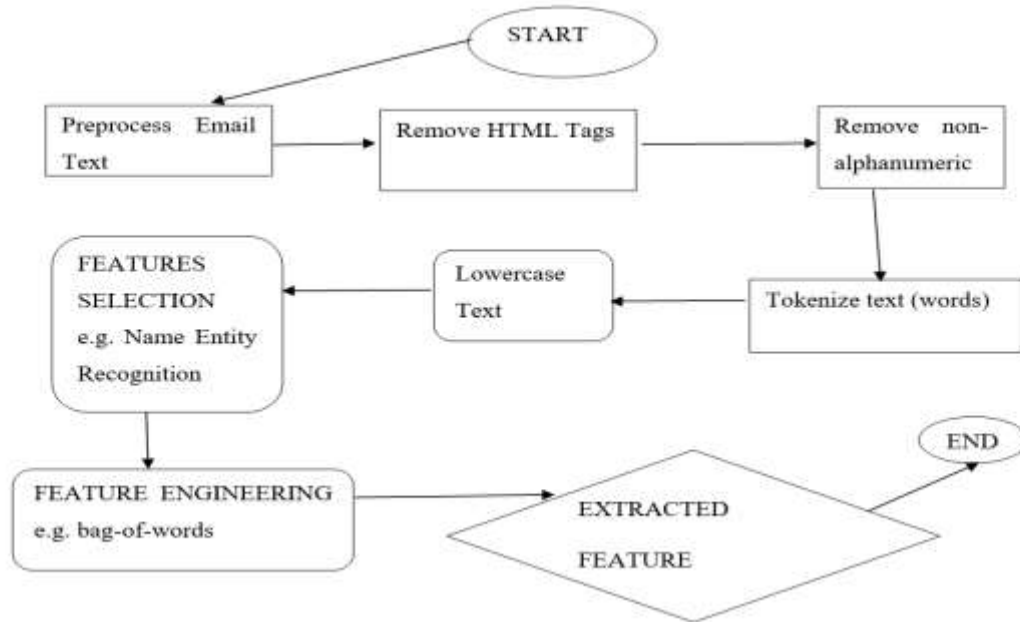 START
Preprocess Email
Text
Remove HTML Tags
Remove non-
alphanumeric
Tokenize text (words)
Lowercase
Text
FEATURES
SELECTION
e.g. Name Entity
Recognition
FEATURE ENGINEERING
e.g. bag-of-words
EXTRACTED
FEATURE
END